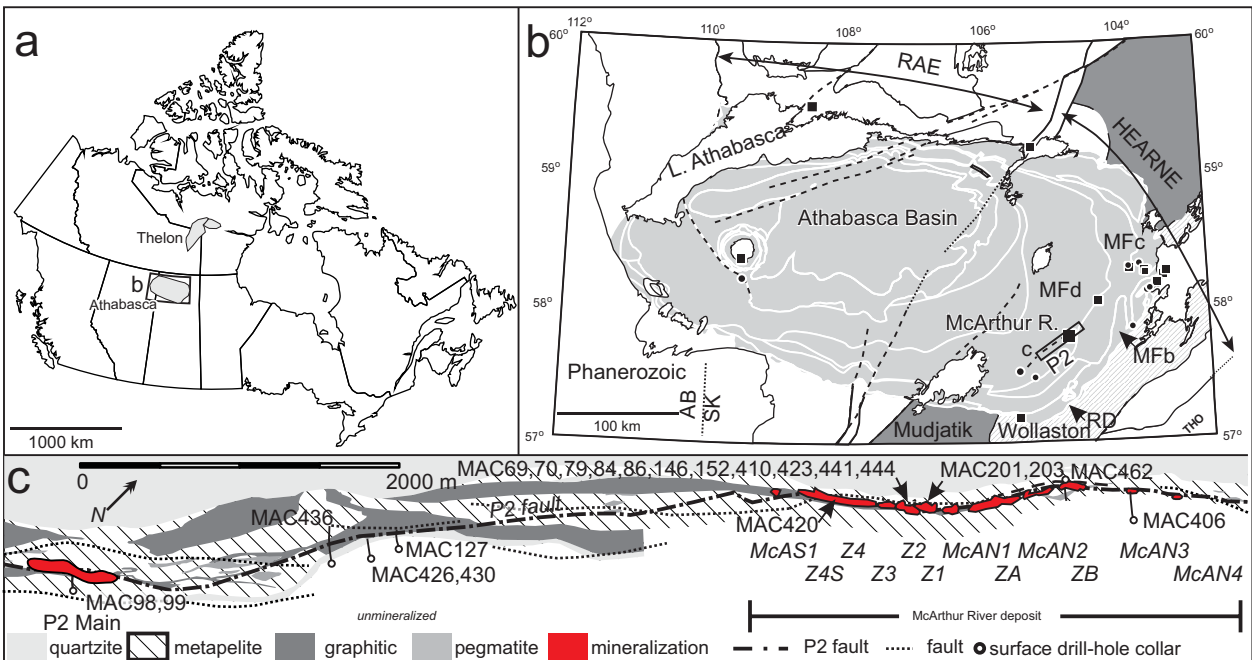 a
Thelon
b
Athabasca
1000 km
b
112°
60°
110°
108°
106°
104°
60°
RAE
HEARNE
L. Athabasca
59°
59°
Athabasca Basin
MFc
58°
58°
MFd
McArthur R.
c
P2
MFb
Phanerozoic
AB
SK
100 km
RD
57°
Mudjatik
Wollaston
THO
57°
c
0
2000 m
N
MAC69,70,79,84,86,146,152,410,423,441,444
MAC201,203
MAC462
P2 fault
MAC436
MAC420
MAC406
MAC127
MAC426,430
McAS1
Z4
Z2
McAN1
McAN2
McAN3
Z4S
Z3
Z1
ZA
ZB
McAN4
MAC98,99
P2 Main
unmineralized
McArthur River deposit
quartzite
metapelite
graphitic
pegmatite
mineralization
P2 fault
fault
surface drill-hole collar